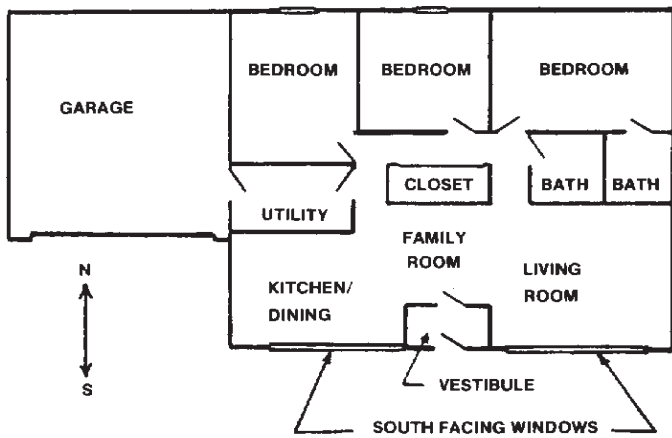 BEDROOM
BEDROOM
BEDROOM
GARAGE
CLOSET
BATH
BATH
UTILITY
FAMILY
ROOM
LIVING
ROOM
KITCHEN/
DINING
N
S
VESTIBULE
SOUTH FACING WINDOWS